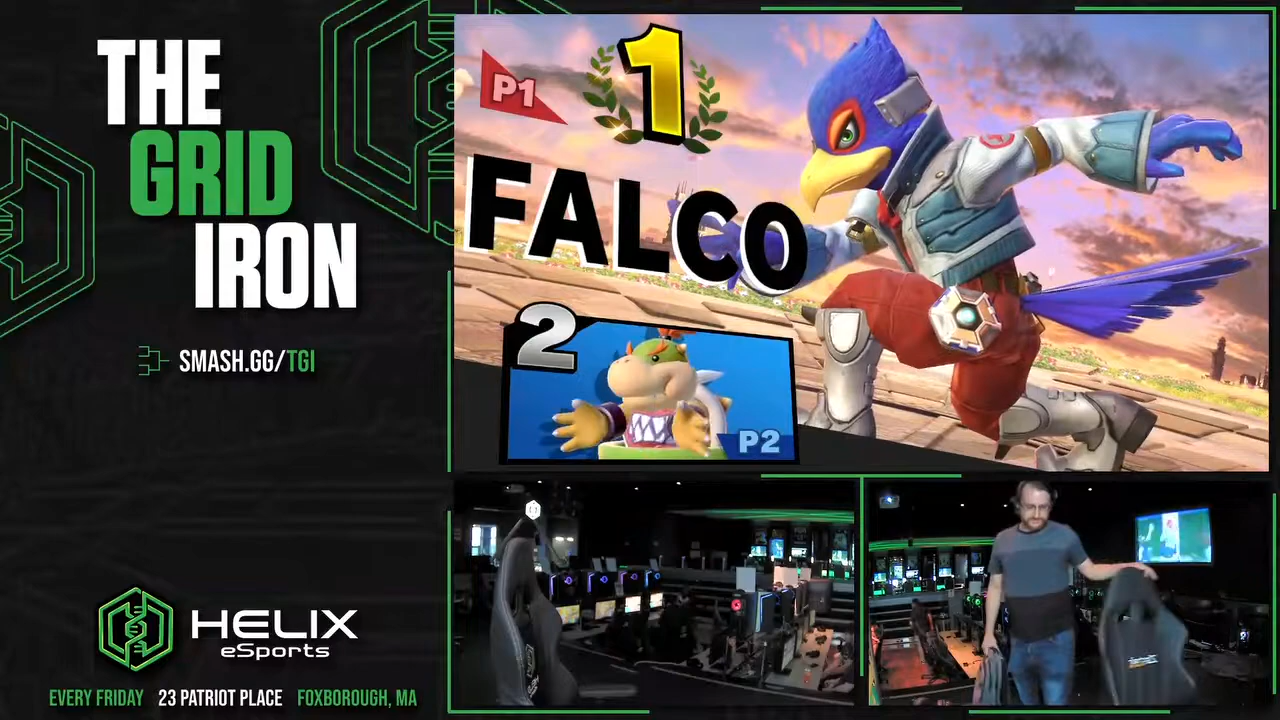 THE
GRID
IRON
SMASH.GG/TGI
HELIX
eSports
EVERY FRIDAY 23 PATRIOT PLACE FOXBOROUGH, MA
P1
1
FALCO
2
P2